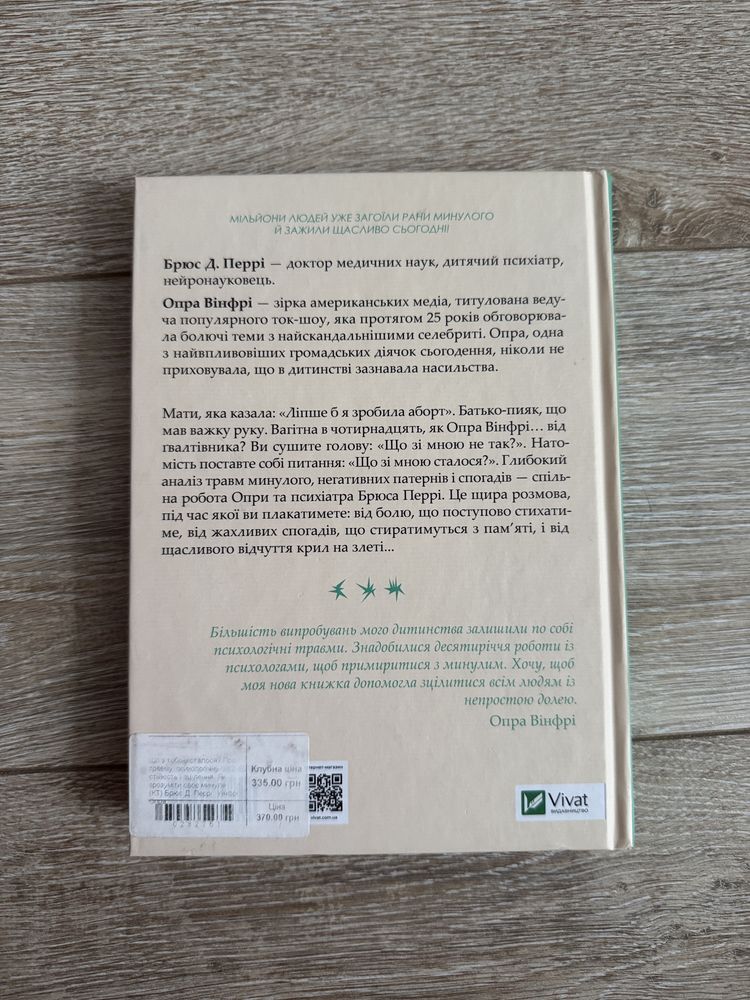 МІЛЬЙОНИ ЛЮДЕЙ УЖЕ ЗАГОЇЛИ РАНИ МИНУЛОГО
Й ЗАЖИЛИ ЩАСЛИВО СЬОГОДНІ!
Брюс Д. Перрі — доктор медичних наук, дитячий психіатр,
нейронауковець.
Опра Вінфрі — зірка американських медіа, титулована веду-
ча популярного ток-шоу, яка протягом 25 років обговорюва-
ла болючі теми з найскандальнішими селебриті. Опра, одна
з найвпливовіших громадських діячок сьогодення, ніколи не
приховувала, що в дитинстві зазнавала насильства.
Мати, яка казала: «Ліпше б я зробила аборт». Батько-пияк, що
мав важку руку. Вагітна в чотирнадцять, як Опра Вінфрі… від
ґвалтівника? Ви сушите голову: «Що зі мною не так?». Нато-
мість поставте собі питання: «Що зі мною сталося?». Глибокий
аналіз травм минулого, негативних патернів і спогадів — спіль-
на робота Опри та психіатра Брюса Перрі. Це щира розмова,
під час якої ви плакатимете: від болю, що поступово стихати-
ме, від жахливих спогадів, що стиратимуться з пам’яті, і від
щасливого відчуття крил на злеті...
Більшість випробувань мого дитинства залишили по собі
психологічні травми. Знадобилися десятиріччя роботи із
психологами, щоб примиритися з минулим. Хочу, щоб
моя нова книжка допомогла зцілитися всім людям із
непростою долею.
Опра Вінфрі
Клубна ціна
335.00 грн
Ціна
370.00 грн
(КТ) Брюс Д. Перрі
vivat.com.ua
Vivat
ВИДАВНИЦТВО